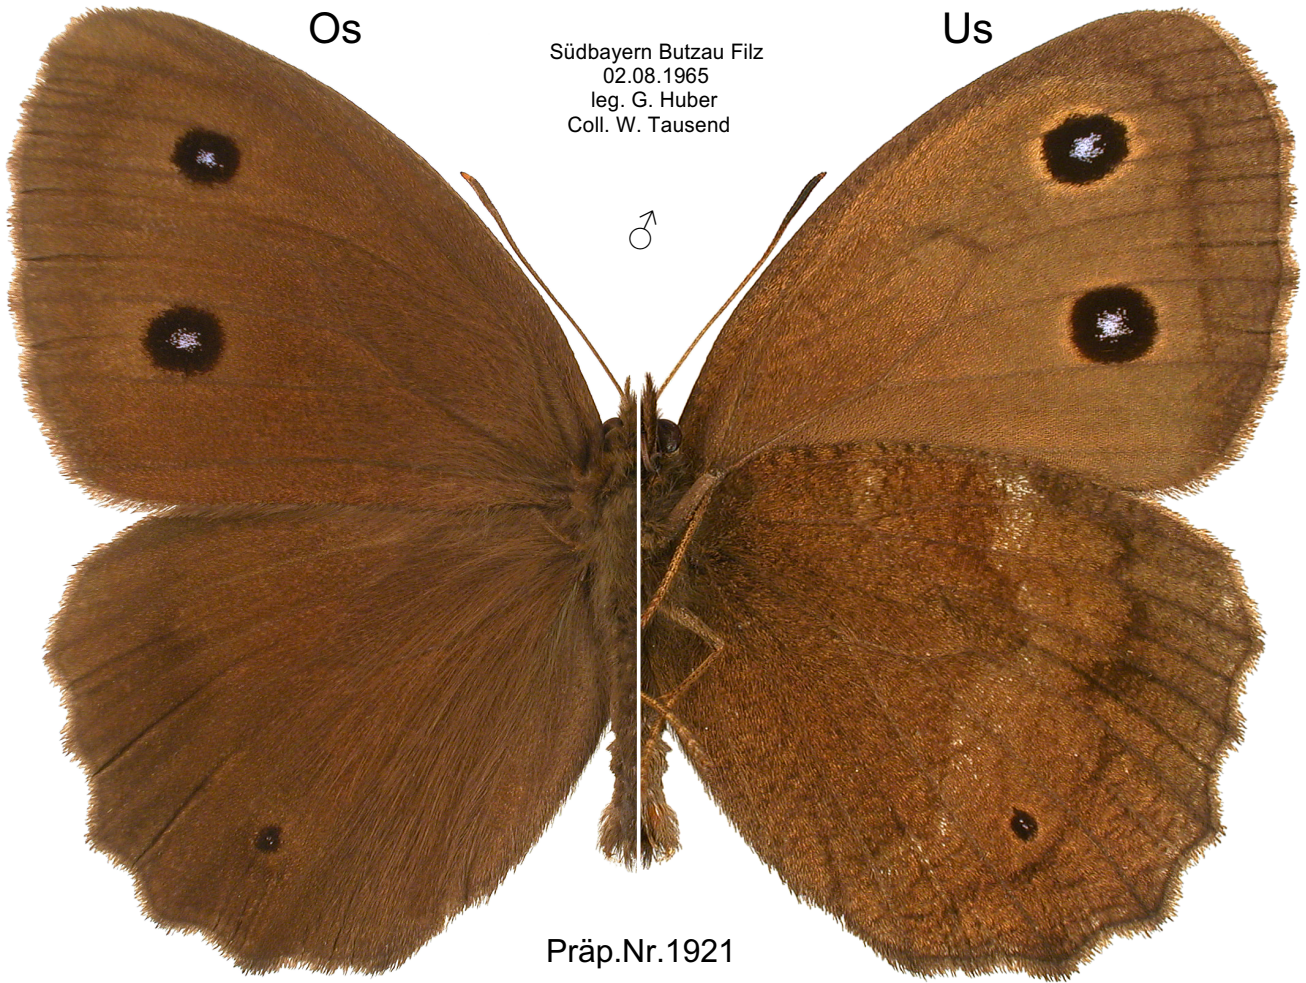 Os
Us
Südbayern Butzau Filz
02.08.1965
leg. G. Huber
Coll. W. Tausend
♂
Präp.Nr.1921